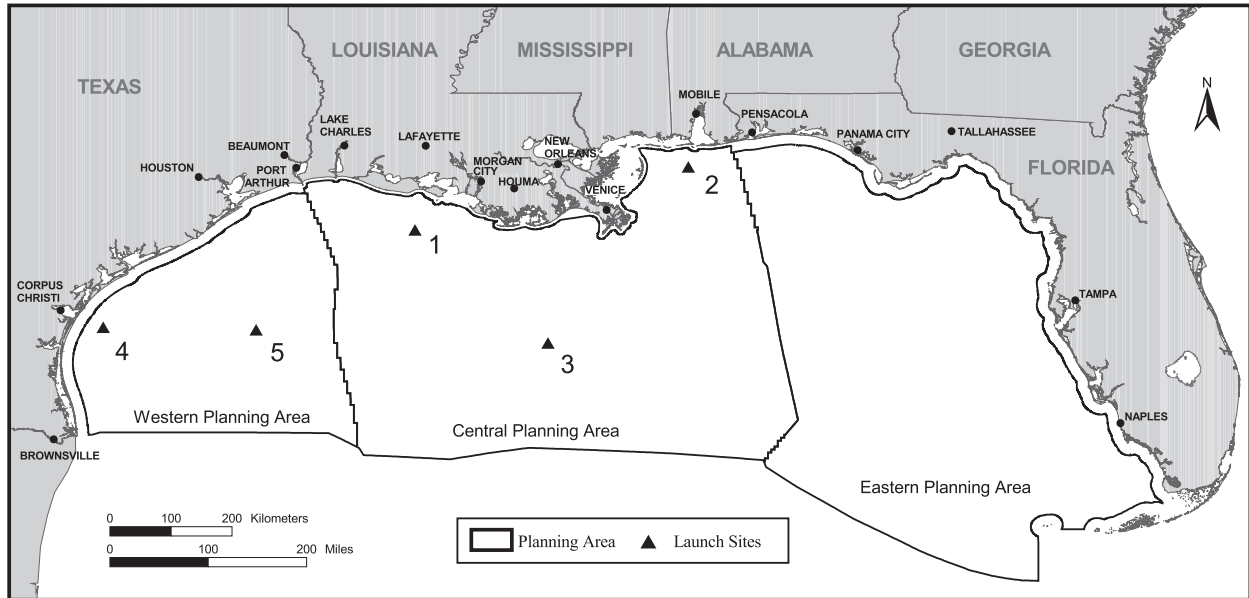 LOUISIANA
MISSISSIPPI
ALABAMA
GEORGIA
TEXAS
N
MOBILE
PENSACOLA
LAKE
CHARLES
LAFAYETTE
NEW
ORLEANS
PANAMA CITY
TALLAHASSEE
BEAUMONT
HOUSTON
PORT
ARTHUR
MORGAN
CITY
HOUMA
VENICE
FLORIDA
2
1
CORPUS
CHRISTI
TAMPA
4
5
3
Western Planning Area
Central Planning Area
NAPLES
BROWNSVILLE
Eastern Planning Area
0 100 200 Kilometers
0 100 200 Miles
Planning Area Launch Sites